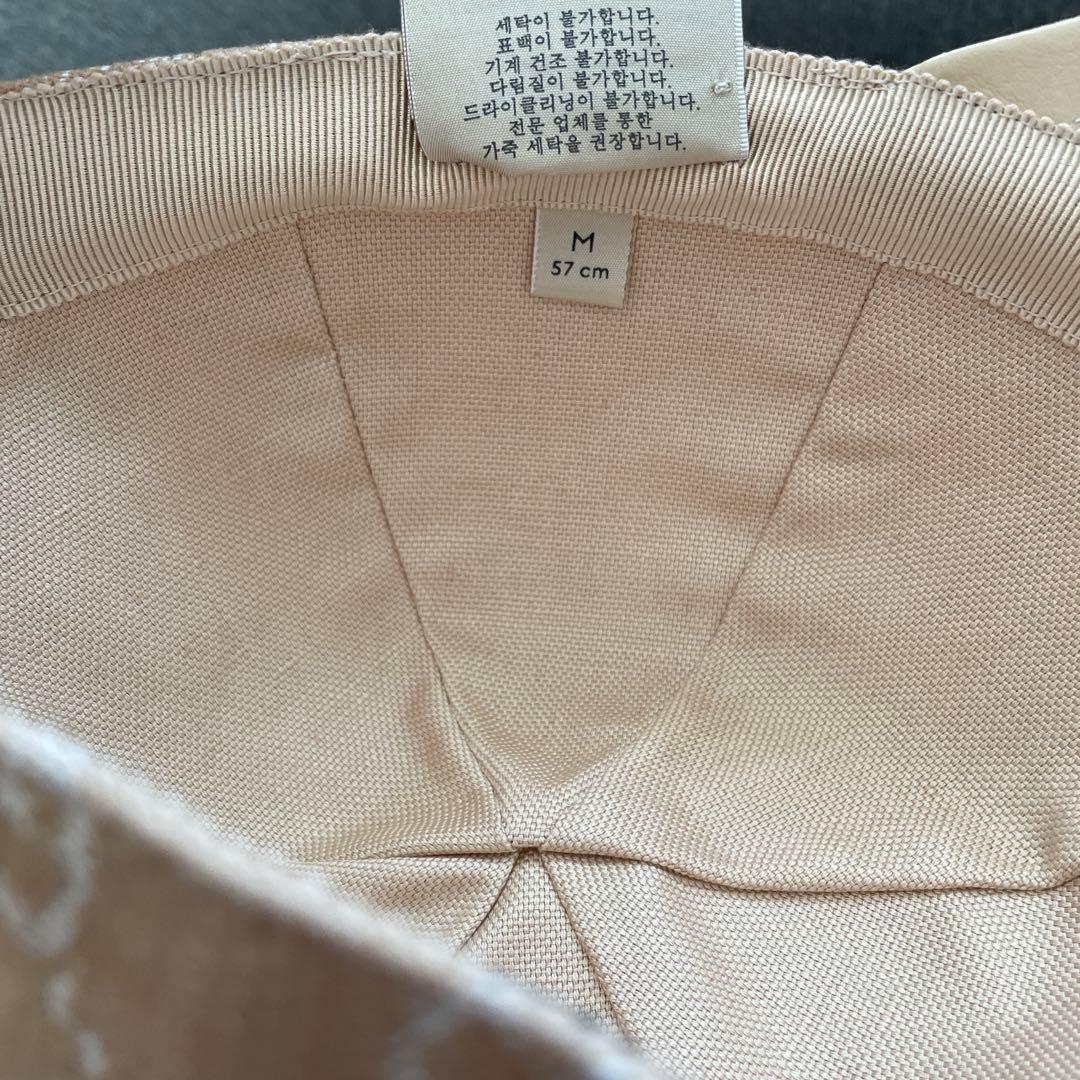 세탁이 불가합니다.
표백이 불가합니다.
기계 건조 불가합니다.
다림질이 불가합니다.
드라이클리닝이 불가합니다.
전문 업체를 통한
가죽 세탁을 권장합니다.
M
57 cm